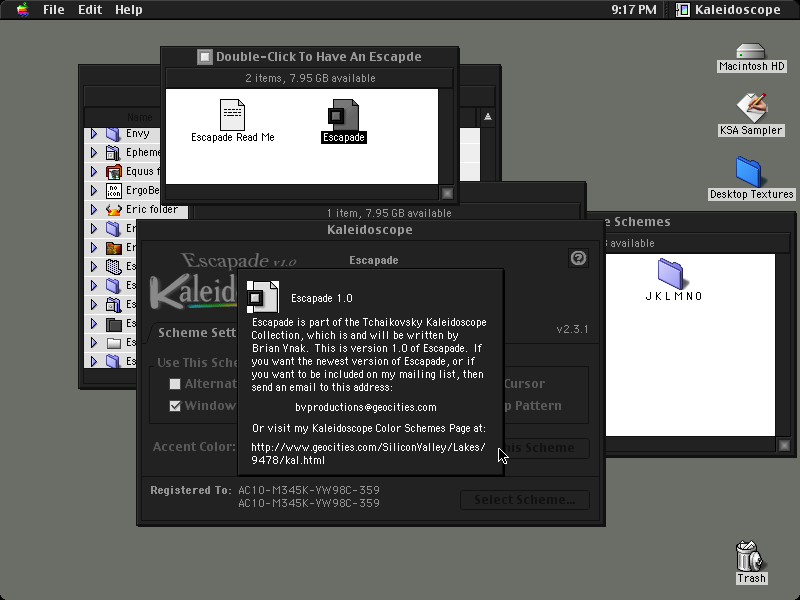 File Edit Help
9:17 PM
Kaleidoscope
Double-Click To Have An Escapde
2 items, 7.95 GB available
Escapade Read Me
Escapade
Name
Envy
Epheme
Equus f
ErgoBe
Eric folder
Er
Er
Es
Es
Es
Es
Es
Es
no icon
1 item, 7.95 GB available
e Schemes
B available
J K L M N O
Macintosh HD
KSA Sampler
Desktop Textures
Trash
Kaleidoscope
Escapade v1.0
Escapade
Kaleid
v2.3.1
Scheme Sett
Use This Sche
Alternat
Window
Cursor
p Pattern
Accent Color:
his Scheme
Registered To: AC10-M345K-VW98C-359
AC10-M345K-VW98C-359
Select Scheme...
Escapade 1.0
Escapade is part of the Tchaikovsky Kaleidoscope
Collection, which is and will be written by
Brian Ynak. This is version 1.0 of Escapade. If
you want the newest version of Escapade, or if
you want to be included on my mailing list, then
send an email to this address:
bvproductions@geocities.com
Or visit my Kaleidoscope Color Schemes Page at:
http://www.geocities.com/SiliconValley/Lakes/
9478/kal.html